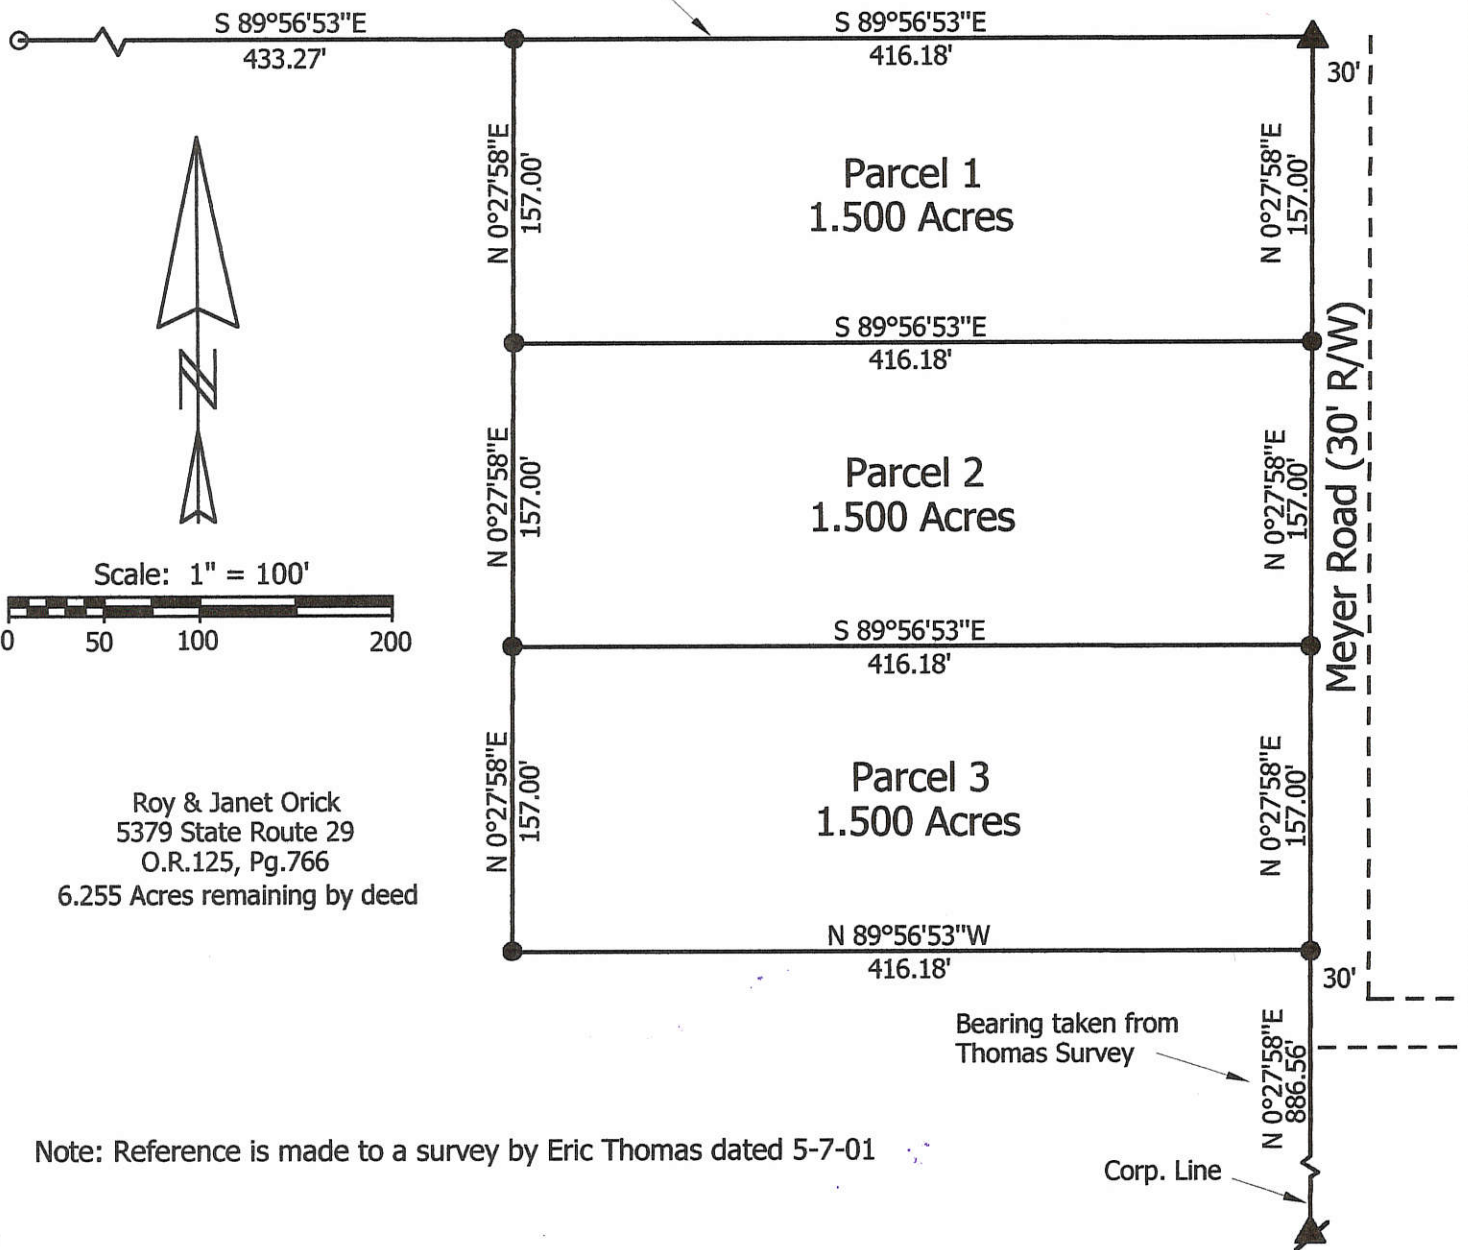 S 89°56'53"E
433.27'
S 89°56'53"E
416.18'
30'
N 0°27'58"E
157.00'
Parcel 1
1.500 Acres
N 0°27'58"E
157.00'
S 89°56'53"E
416.18'
N
N 0°27'58"E
157.00'
Parcel 2
1.500 Acres
N 0°27'58"E
157.00'
Meyer Road (30' R/W)
Scale: 1" = 100'
0 50 100 200
S 89°56'53"E
416.18'
N 0°27'58"E
157.00'
Parcel 3
1.500 Acres
N 0°27'58"E
157.00'
Roy & Janet Orick
5379 State Route 29
O.R.125, Pg.766
6.255 Acres remaining by deed
N 89°56'53"W
416.18'
30'
Bearing taken from
Thomas Survey
N 0°27'58"E
886.56'
Note: Reference is made to a survey by Eric Thomas dated 5-7-01
Corp. Line